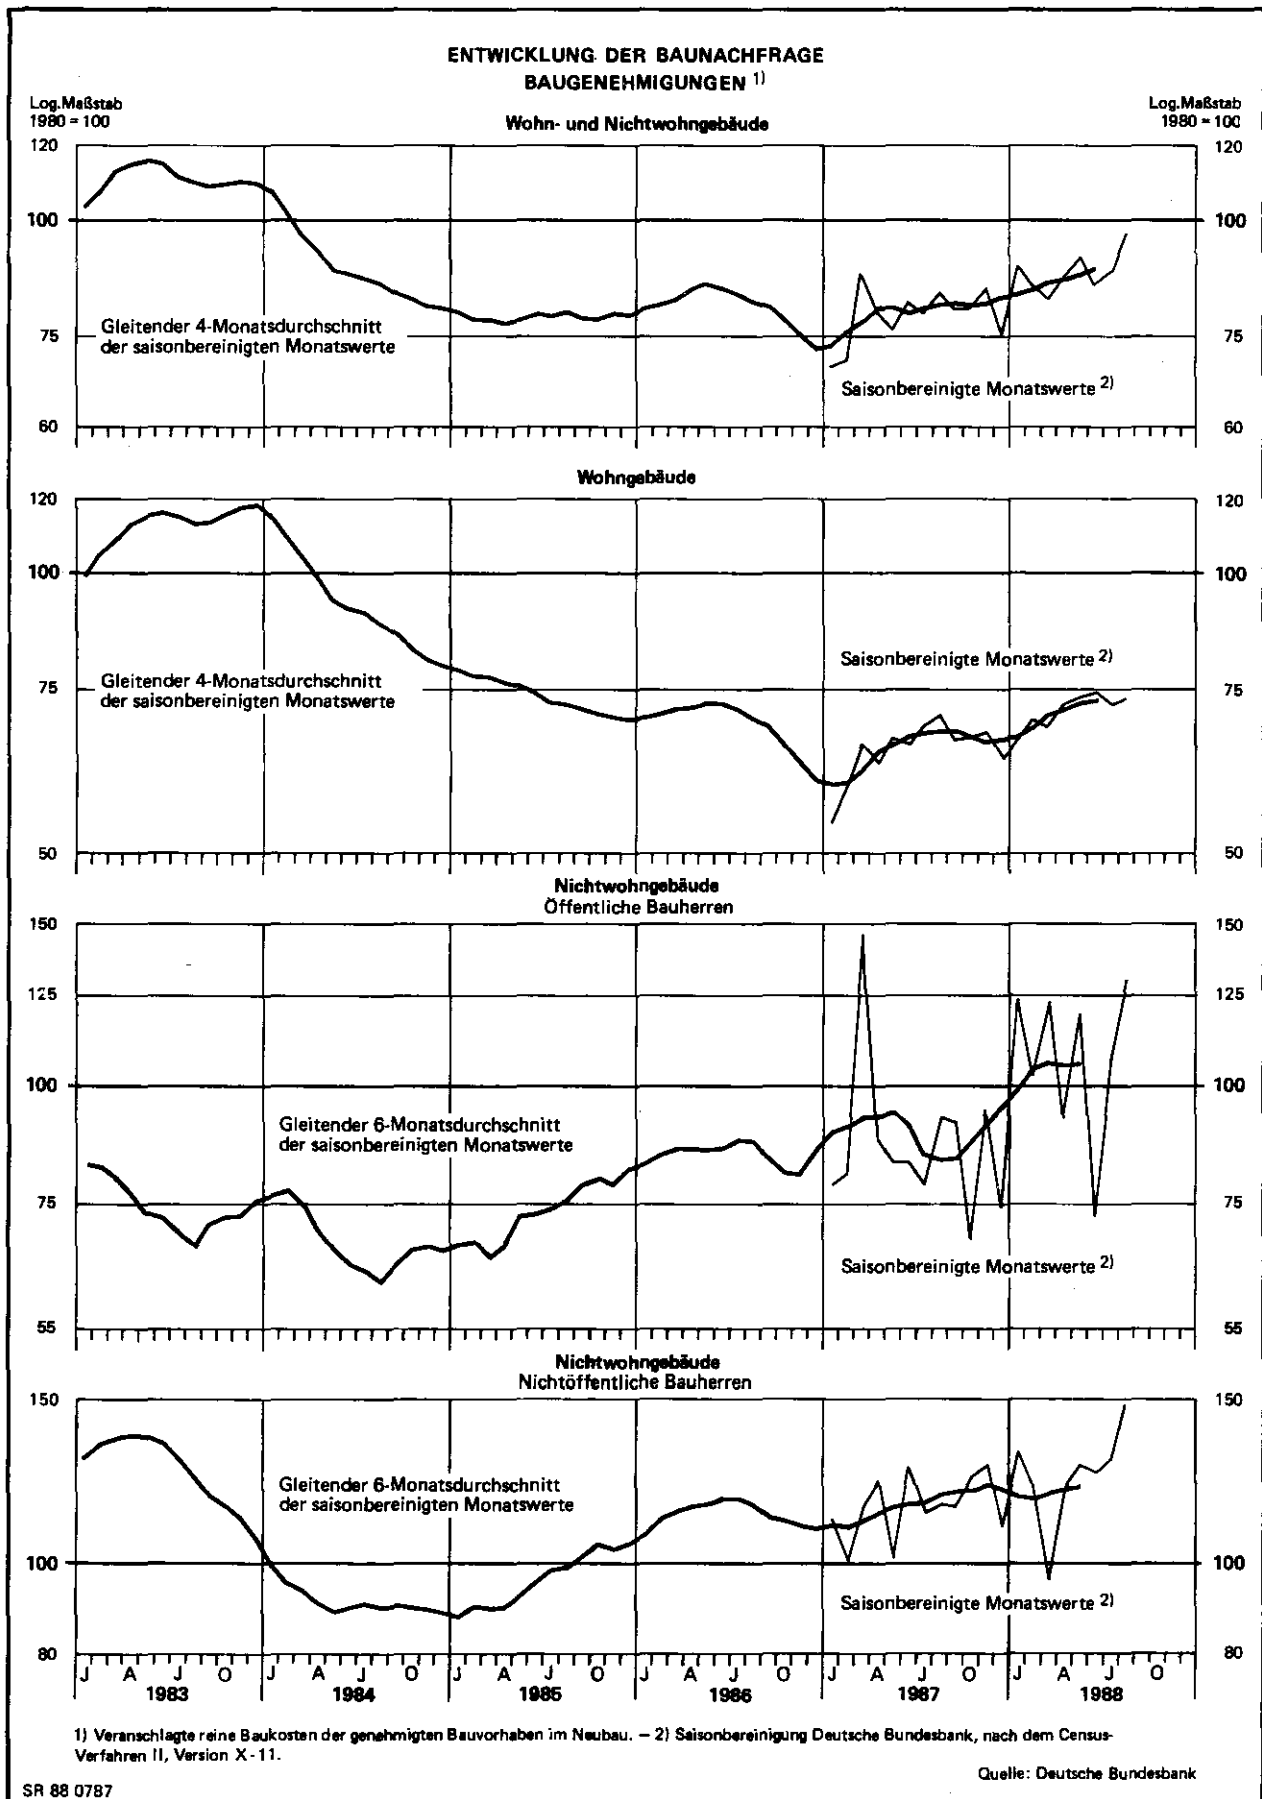 ENTWICKLUNG DER BAUNACHFRAGE
BAUGENEHMIGUNGEN 1)
Log.Maßstab
1980 = 100
Log.Maßstab
1980 = 100
Wohn- und Nichtwohngebäude
120
120
100
100
Gleitender 4-Monatsdurchschnitt
der saisonbereinigten Monatswerte
75
75
Saisonbereinigte Monatswerte 2)
60
60
Wohngebäude
120
120
100
100
Saisonbereinigte Monatswerte 2)
Gleitender 4-Monatsdurchschnitt
der saisonbereinigten Monatswerte
75
75
50
50
Nichtwohngebäude
Öffentliche Bauherren
150
150
125
125
100
100
Gleitender 6-Monatsdurchschnitt
der saisonbereinigten Monatswerte
75
75
Saisonbereinigte Monatswerte 2)
55
55
Nichtwohngebäude
Nichtöffentliche Bauherren
150
150
Gleitender 6-Monatsdurchschnitt
der saisonbereinigten Monatswerte
100
100
Saisonbereinigte Monatswerte 2)
80
80
J A J O J A J O J A J O J A J O J A J O J A J O
1983 1984 1985 1986 1987 1988
1) Veranschlagte reine Baukosten der genehmigten Bauvorhaben im Neubau. – 2) Saisonbereinigung Deutsche Bundesbank, nach dem Census-
Verfahren II, Version X-11.
Quelle: Deutsche Bundesbank
SR 88 0787